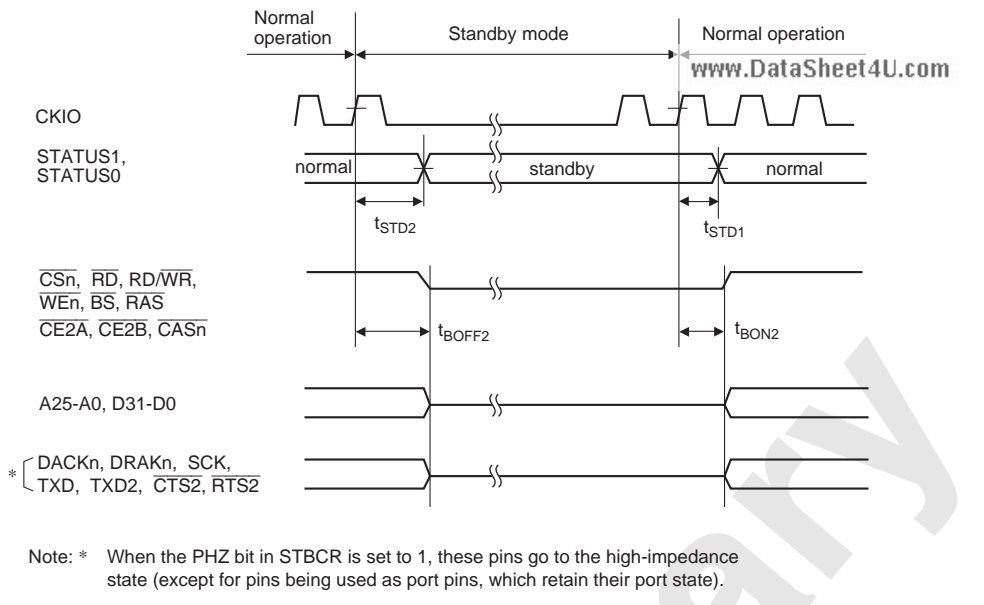 Normal
operation
Standby mode
Normal operation
www.DataSheet4U.com
CKIO
STATUS1,
STATUS0
normal
standby
normal
tSTD2
tSTD1
CSn, RD, RD/WR,
WEn, BS, RAS
CE2A, CE2B, CASn
tBOFF2
tBON2
A25-A0, D31-D0
* DACKn, DRAKn, SCK,
TXD, TXD2, CTS2, RTS2
Note: * When the PHZ bit in STBCR is set to 1, these pins go to the high-impedance
state (except for pins being used as port pins, which retain their port state).